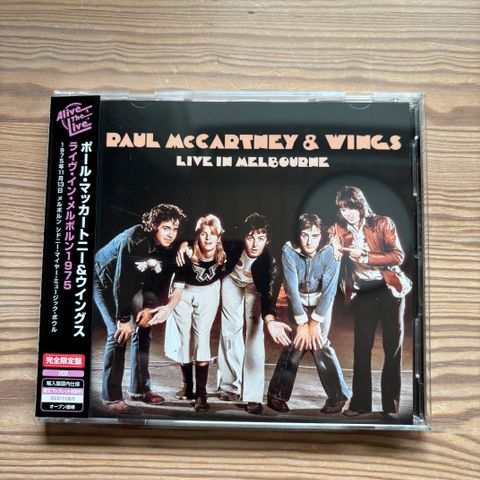 Alive
The
Live
ポール・マッカートニー&ウイングス
ライヴ・イン・メルボルン1975
1975年11月13日 メルボルン シドニー・マイヤー・ミュージック・ボウル
完全限定盤
2CD
輸入盤国内仕様
オープン価格
PAUL McCARTNEY & WINGS
LIVE IN MELBOURNE